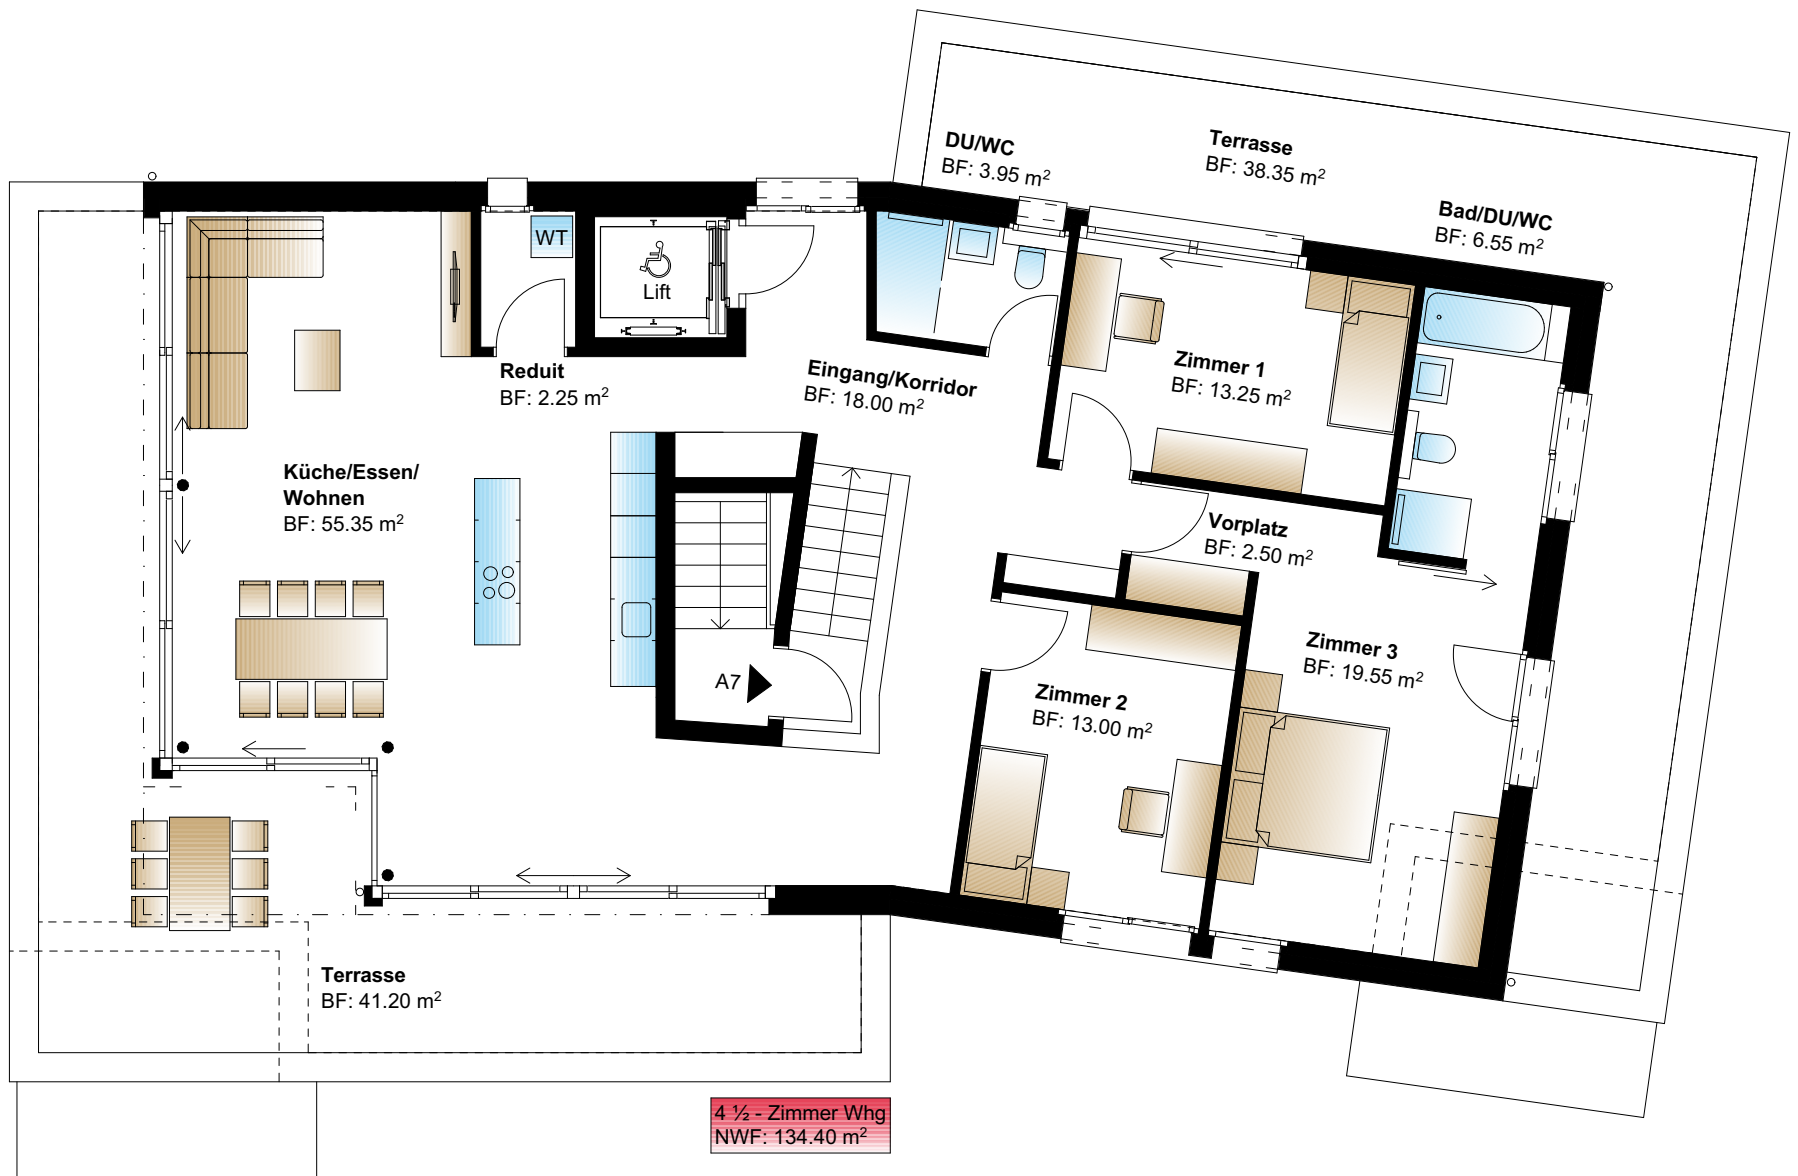 DU/WC
BF: 3.95 m²
Terrasse
BF: 38.35 m²
Bad/DU/WC
BF: 6.55 m²
WT
Lift
Reduit
BF: 2.25 m²
Eingang/Korridor
BF: 18.00 m²
Zimmer 1
BF: 13.25 m²
Küche/Essen/
Wohnen
BF: 55.35 m²
Vorplatz
BF: 2.50 m²
Zimmer 3
BF: 19.55 m²
A7
Zimmer 2
BF: 13.00 m²
Terrasse
BF: 41.20 m²
4 ½ - Zimmer Whg
NWF: 134.40 m²